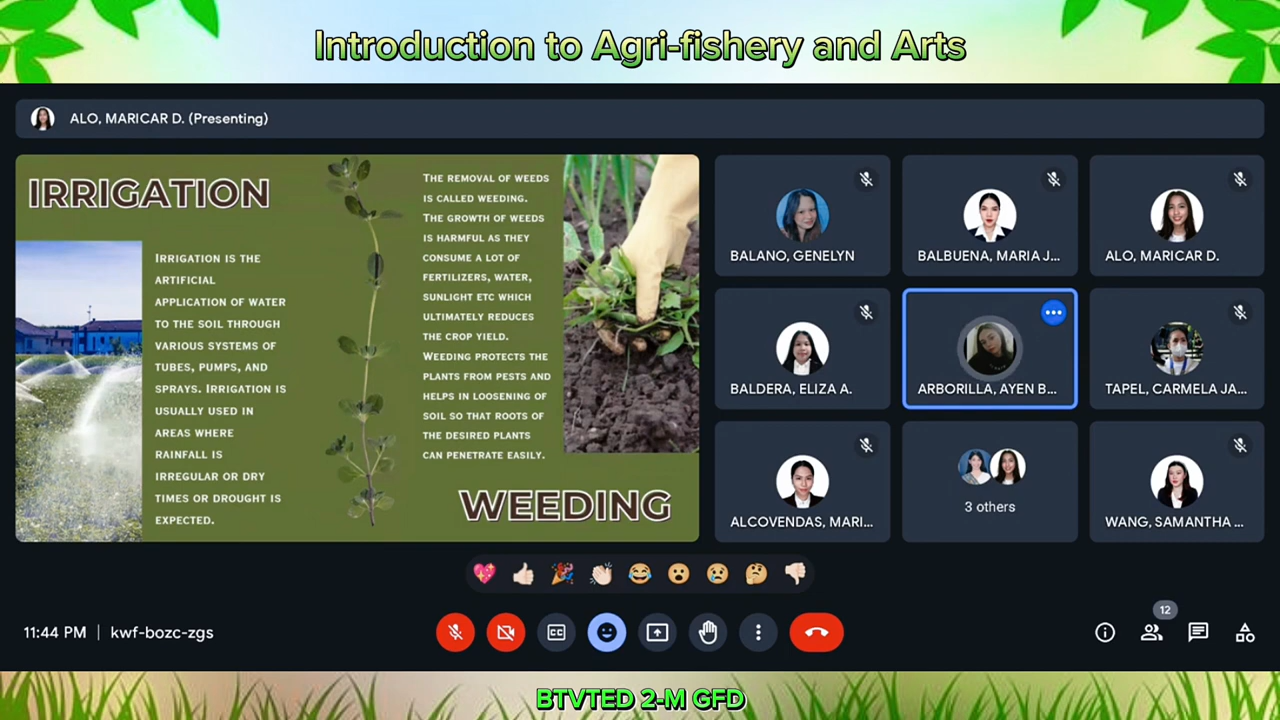 Introduction to Agri-fishery and Arts
ALO, MARICAR D. (Presenting)
IRRIGATION
IRRIGATION IS THE
ARTIFICIAL
APPLICATION OF WATER
TO THE SOIL THROUGH
VARIOUS SYSTEMS OF
TUBES, PUMPS, AND
SPRAYS. IRRIGATION IS
USUALLY USED IN
AREAS WHERE
RAINFALL IS
IRREGULAR OR DRY
TIMES OR DROUGHT IS
EXPECTED.
THE REMOVAL OF WEEDS
IS CALLED WEEDING.
THE GROWTH OF WEEDS
IS HARMFUL AS THEY
CONSUME A LOT OF
FERTILIZERS, WATER,
SUNLIGHT ETC WHICH
ULTIMATELY REDUCES
THE CROP YIELD.
WEEDING PROTECTS THE
PLANTS FROM PESTS AND
HELPS IN LOOSENING OF
SOIL SO THAT ROOTS OF
THE DESIRED PLANTS
CAN PENETRATE EASILY.
WEEDING
BALANO, GENELYN
BALBUENA, MARIA J...
ALO, MARICAR D.
BALDERA, ELIZA A.
ARBORILLA, AYEN B...
TAPEL, CARMELA JA...
ALCOVENDAS, MARI...
3 others
WANG, SAMANTHA ...
11:44 PM | kwf-bozc-zgs
CC
12
BTVTED 2-M GFD